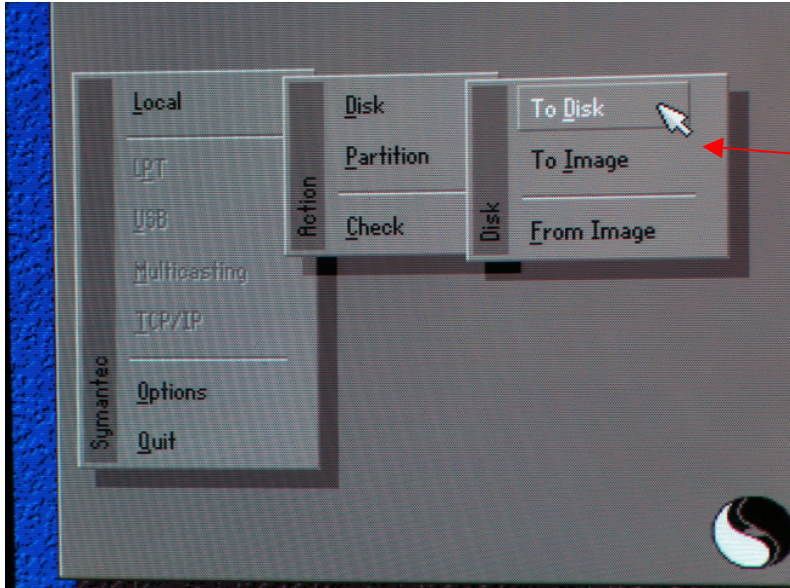 Local
LPT
USB
Multicasting
TCP/IP
Options
Quit
Symantec
Disk
Partition
Check
Action
To Disk
To Image
From Image
Disk